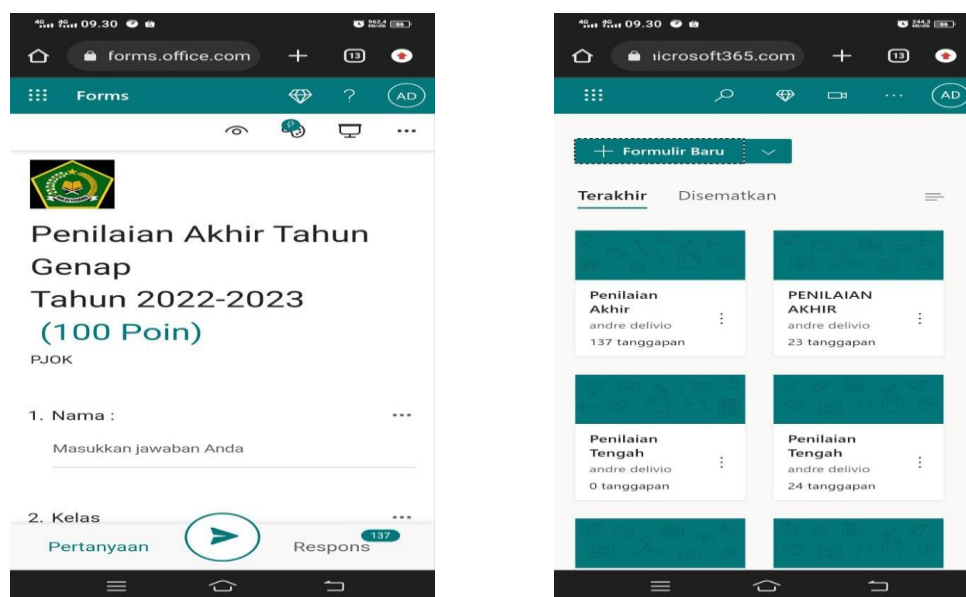 09.30
13
forms.office.com
Forms
?
AD
Penilaian Akhir Tahun
Genap
Tahun 2022-2023
(100 Poin)
PJOK
1. Nama :
Masukkan jawaban Anda
2. Kelas
Pertanyaan
Respons
137
09.30
icrosoft365.com
13
AD
+ Formulir Baru
Terakhir Disematkan
Penilaian
Akhir
andre delivio
137 tanggapan
PENILAIAN
AKHIR
andre delivio
23 tanggapan
Penilaian
Tengah
andre delivio
0 tanggapan
Penilaian
Tengah
andre delivio
24 tanggapan